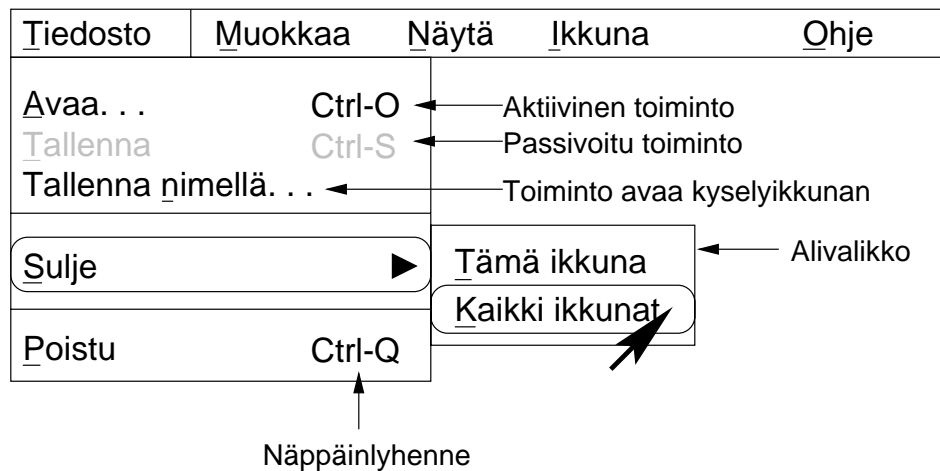 Tiedosto Muokkaa Näytä Ikkuna Ohje
Avaa. . . Ctrl-O Aktiivinen toiminto
Tallenna Ctrl-S Passivoitu toiminto
Tallenna nimellä. . . Toiminto avaa kyselyikkunan
Sulje Tämä ikkuna Alivalikko
Kaikki ikkunat
Poistu Ctrl-Q
Näppäinlyhenne